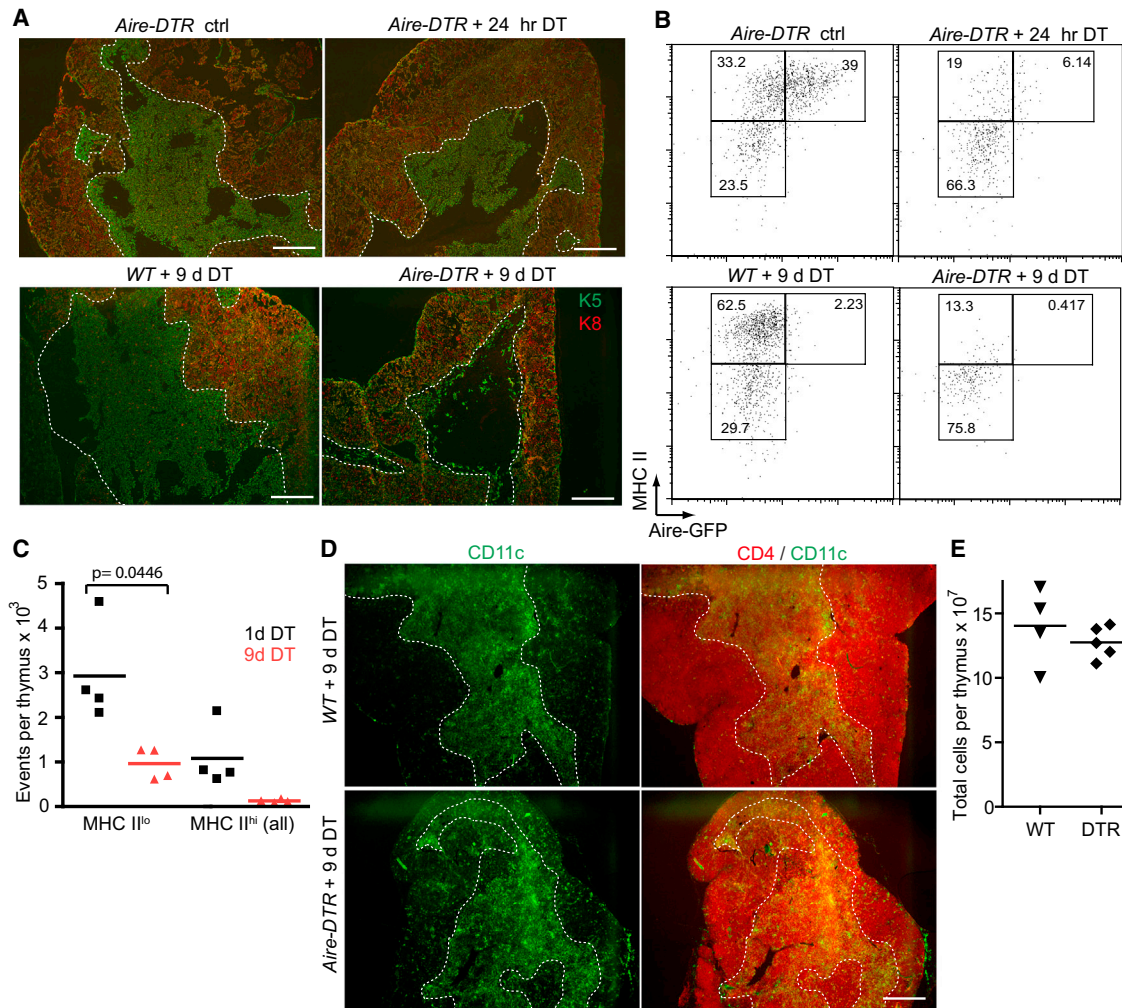 A
Aire-DTR ctrl
Aire-DTR + 24 hr DT
WT + 9 d DT
Aire-DTR + 9 d DT
K5
K8
B
Aire-DTR ctrl
Aire-DTR + 24 hr DT
33.2
39
23.5
19
6.14
66.3
WT + 9 d DT
Aire-DTR + 9 d DT
62.5
2.23
29.7
13.3
0.417
75.8
MHC II
Aire-GFP
C
p= 0.0446
Events per thymus x 10³
5
4
3
2
1
0
1d DT
9d DT
MHC IIˡᵒ
MHC IIʰⁱ (all)
D
CD11c
CD4 / CD11c
WT + 9 d DT
Aire-DTR + 9 d DT
E
Total cells per thymus x 10⁷
15
10
5
0
WT
DTR